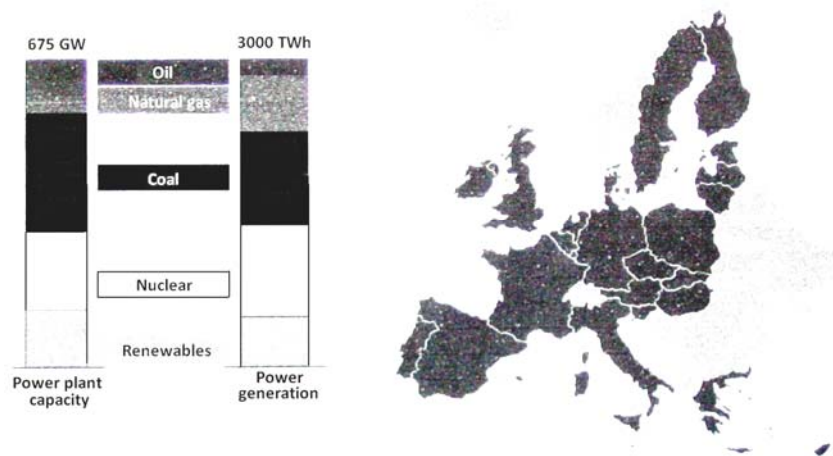 675 GW
3000 TWh
Oil
Natural gas
Coal
Nuclear
Renewables
Power plant
capacity
Power
generation